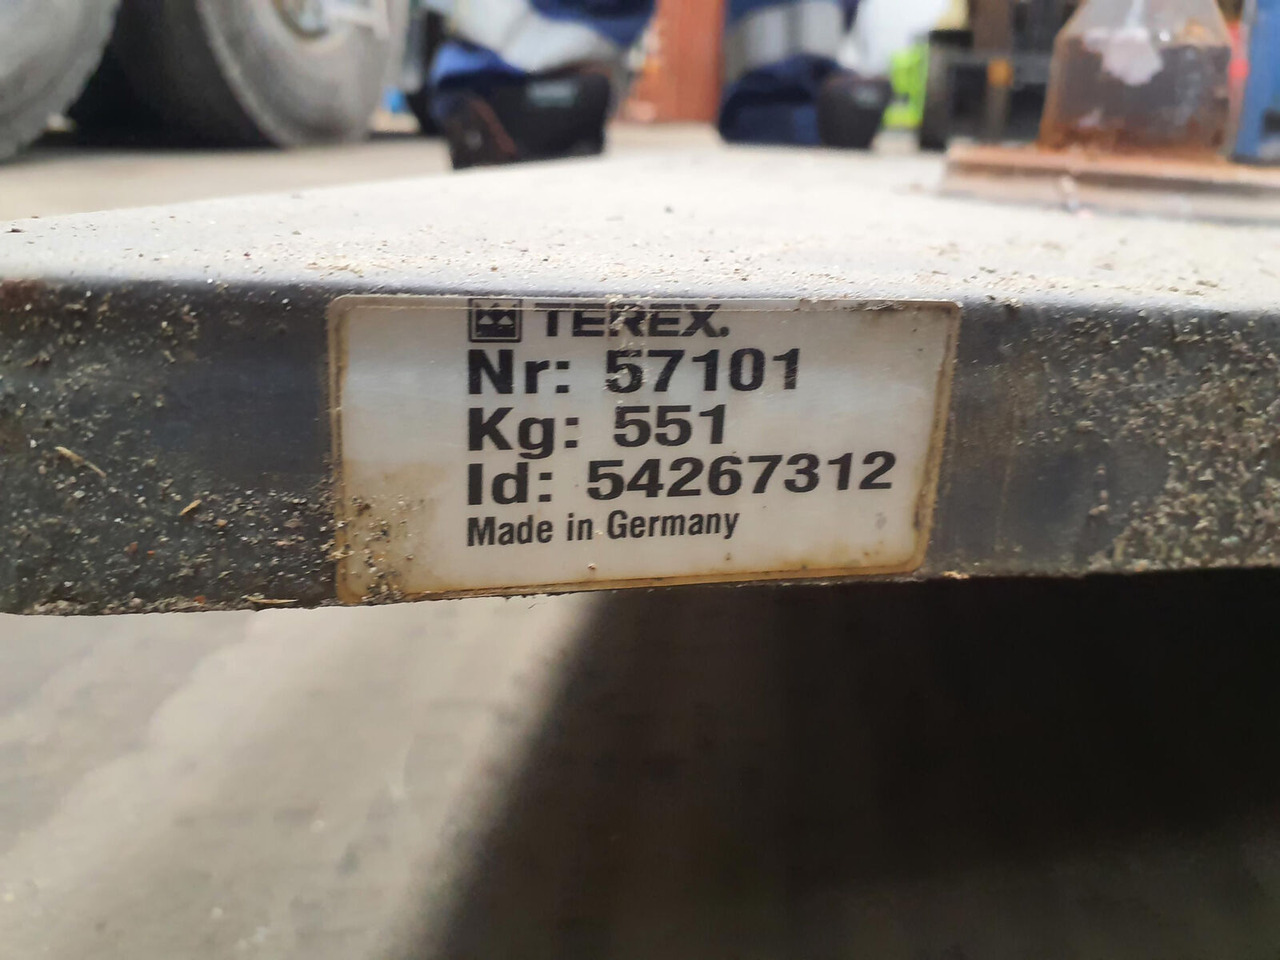 TEREX.
Nr: 57101
Kg: 551
Id: 54267312
Made in Germany